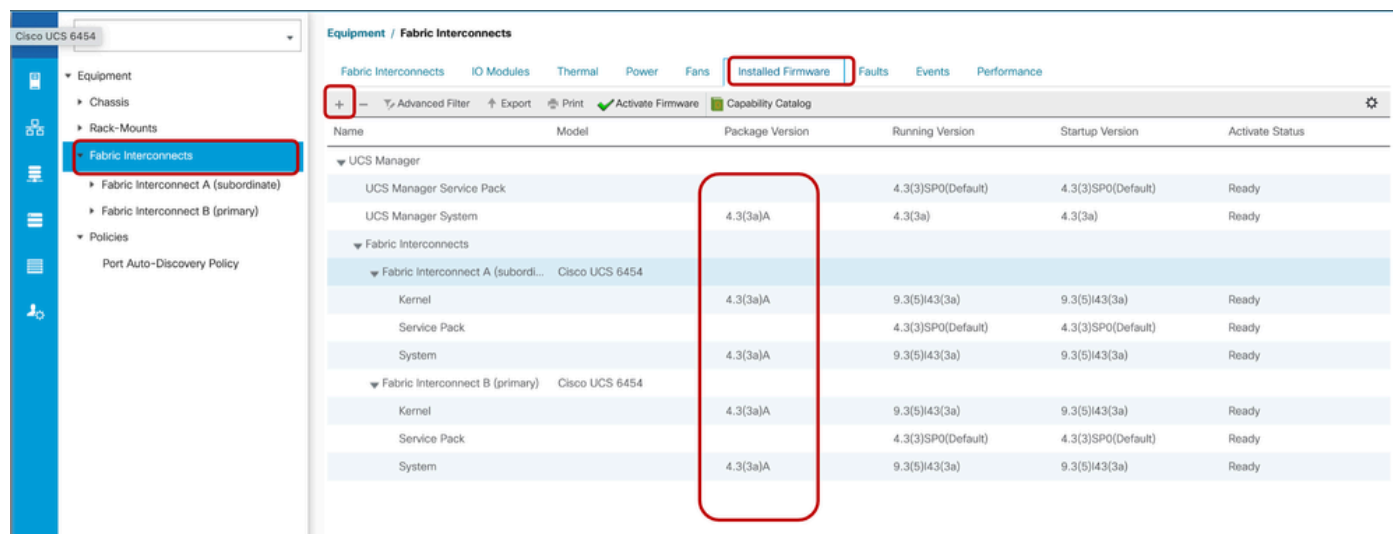 Cisco UCS 6454
Equipment / Fabric Interconnects
Equipment
Chassis
Rack-Mounts
Fabric Interconnects
Fabric Interconnect A (subordinate)
Fabric Interconnect B (primary)
Policies
Port Auto-Discovery Policy
Fabric Interconnects IO Modules Thermal Power Fans Installed Firmware Faults Events Performance
+ − Advanced Filter Export Print Activate Firmware Capability Catalog
Name Model Package Version Running Version Startup Version Activate Status
UCS Manager
UCS Manager Service Pack 4.3(3)SP0(Default) 4.3(3)SP0(Default) Ready
UCS Manager System 4.3(3a)A 4.3(3a) 4.3(3a) Ready
Fabric Interconnects
Fabric Interconnect A (subordi... Cisco UCS 6454
Kernel 4.3(3a)A 9.3(5)I43(3a) 9.3(5)I43(3a) Ready
Service Pack 4.3(3)SP0(Default) 4.3(3)SP0(Default) Ready
System 4.3(3a)A 9.3(5)I43(3a) 9.3(5)I43(3a) Ready
Fabric Interconnect B (primary) Cisco UCS 6454
Kernel 4.3(3a)A 9.3(5)I43(3a) 9.3(5)I43(3a) Ready
Service Pack 4.3(3)SP0(Default) 4.3(3)SP0(Default) Ready
System 4.3(3a)A 9.3(5)I43(3a) 9.3(5)I43(3a) Ready